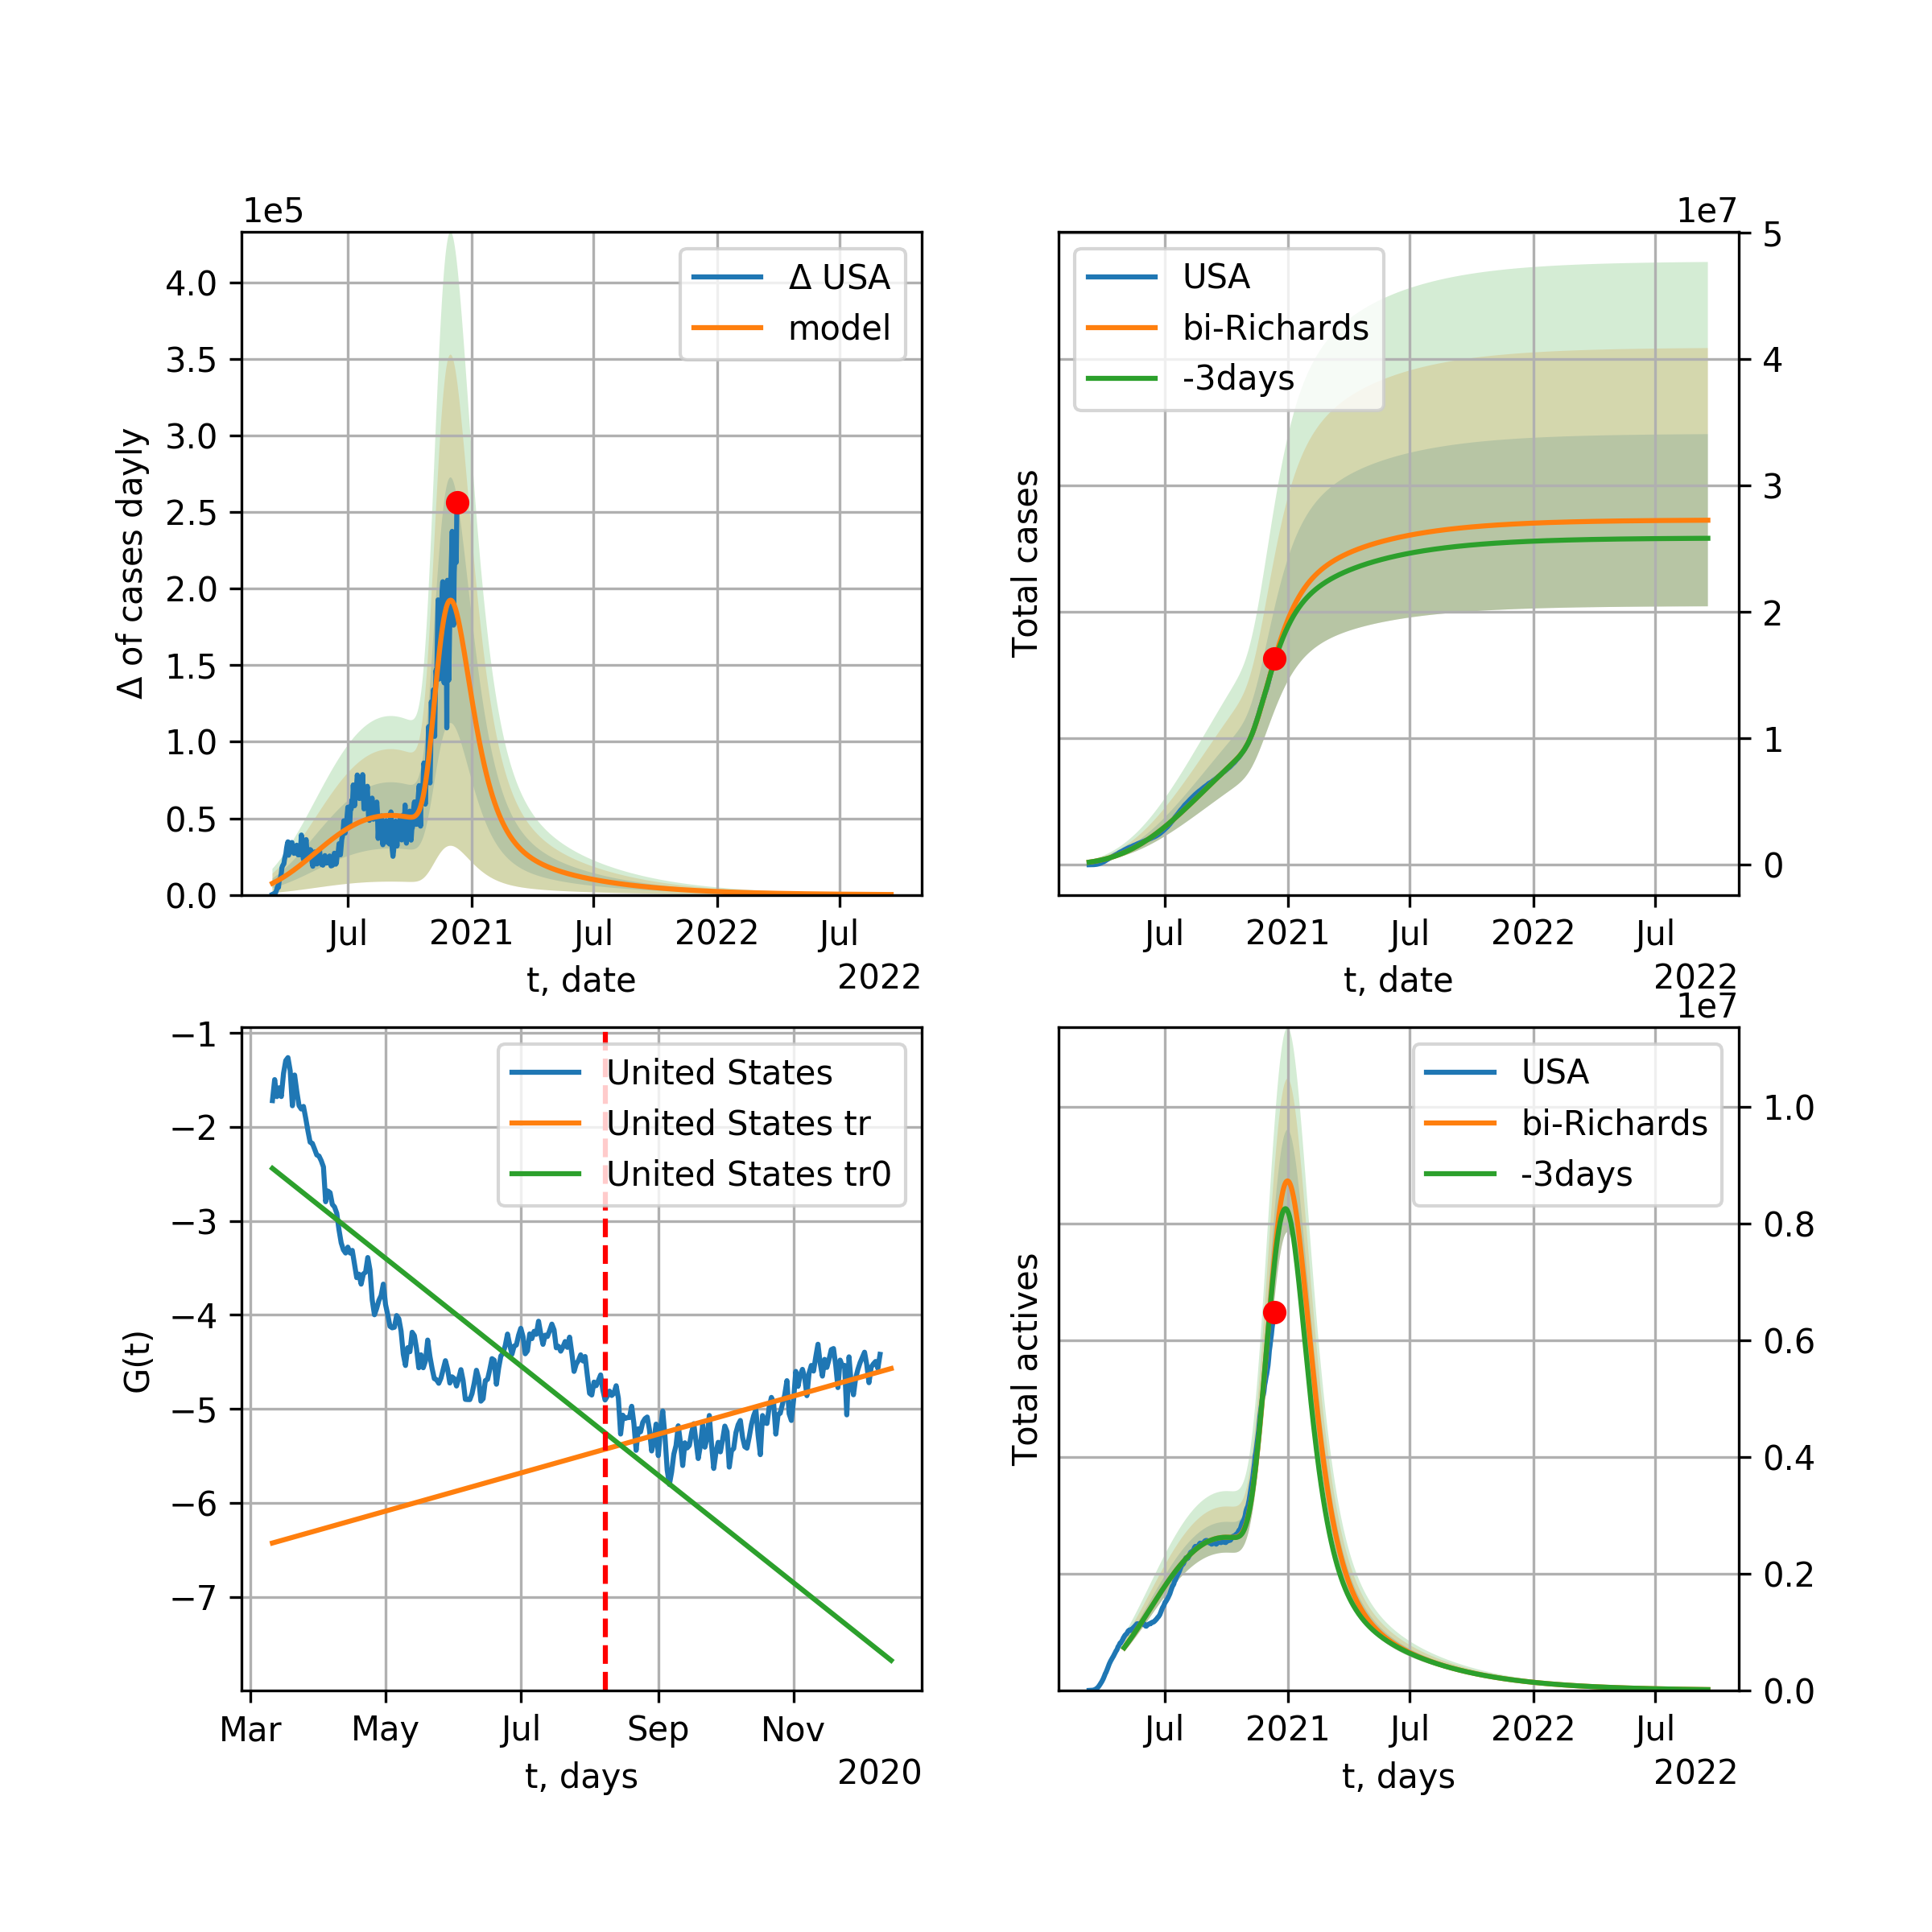 1e5
4.0
3.5
3.0
2.5
2.0
1.5
1.0
0.5
0.0
Δ of cases dayly
Δ USA
model
Jul 2021 Jul 2022 Jul
t, date
2022
1e7
5
4
3
2
1
0
Total cases
USA
bi-Richards
-3days
Jul 2021 Jul 2022 Jul
t, date
2022
−1
−2
−3
−4
−5
−6
−7
G(t)
United States
United States tr
United States tr0
Mar May Jul Sep Nov
t, days
2020
1e7
1.0
0.8
0.6
0.4
0.2
0.0
Total actives
USA
bi-Richards
-3days
Jul 2021 Jul 2022 Jul
t, days
2022